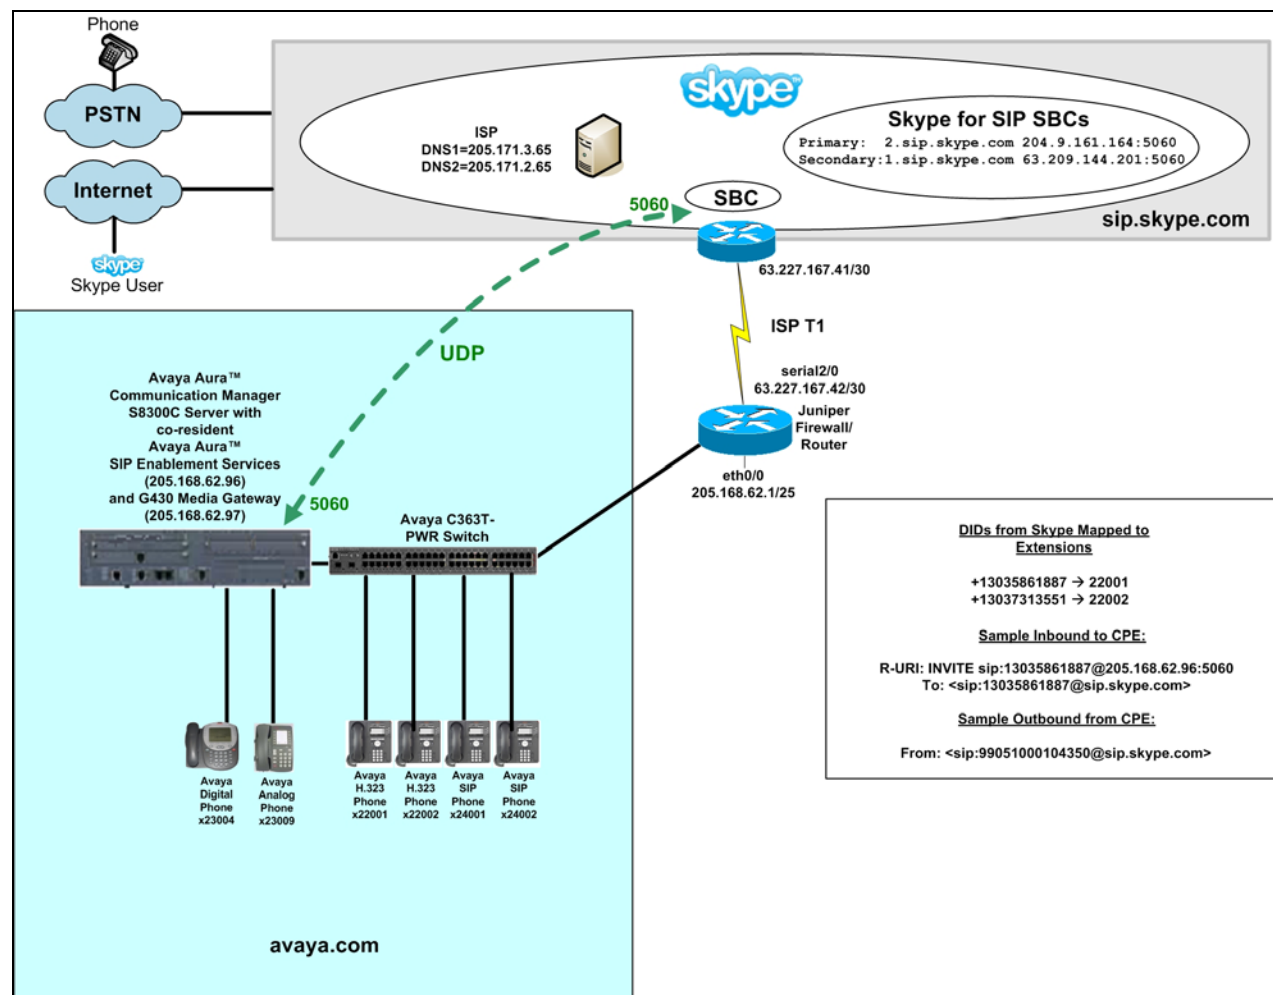 Phone
PSTN
Internet
skype
Skype User
skype™
ISP
DNS1=205.171.3.65
DNS2=205.171.2.65
Skype for SIP SBCs
Primary: 2.sip.skype.com 204.9.161.164:5060
Secondary:1.sip.skype.com 63.209.144.201:5060
SBC
5060
sip.skype.com
63.227.167.41/30
ISP T1
UDP
serial2/0
63.227.167.42/30
Juniper
Firewall/
Router
eth0/0
205.168.62.1/25
Avaya Aura™
Communication Manager
S8300C Server with
co-resident
Avaya Aura™
SIP Enablement Services
(205.168.62.96)
and G430 Media Gateway
(205.168.62.97)
5060
Avaya C363T-
PWR Switch
Avaya
Digital
Phone
x23004
Avaya
Analog
Phone
x23009
Avaya
H.323
Phone
x22001
Avaya
H.323
Phone
x22002
Avaya
SIP
Phone
x24001
Avaya
SIP
Phone
x24002
avaya.com
DIDs from Skype Mapped to
Extensions
+13035861887 → 22001
+13037313551 → 22002
Sample Inbound to CPE:
R-URI: INVITE sip:13035861887@205.168.62.96:5060
To: <sip:13035861887@sip.skype.com>
Sample Outbound from CPE:
From: <sip:99051000104350@sip.skype.com>